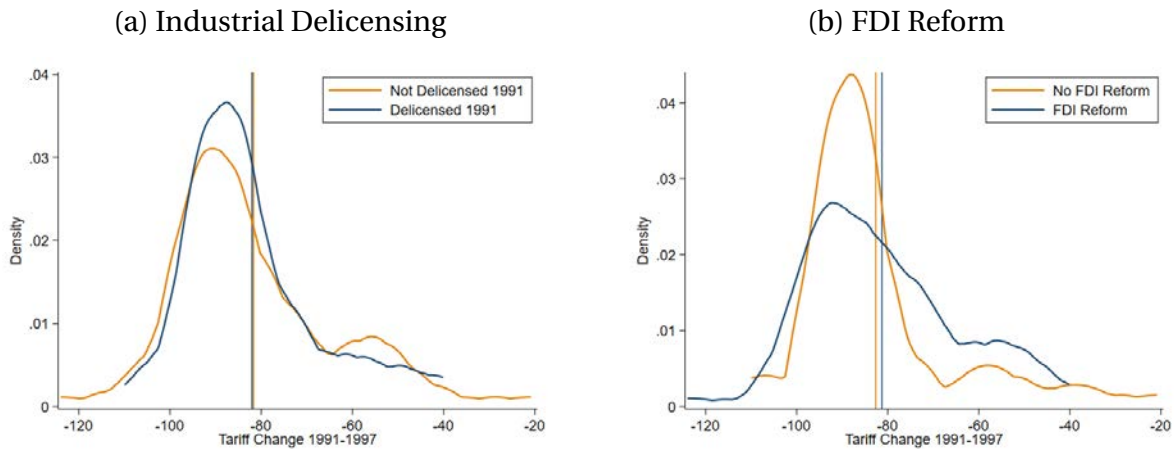 (a) Industrial Delicensing
Not Delicensed 1991
Delicensed 1991
.04
.03
.02
.01
0
Density
-120 -100 -80 -60 -40 -20
Tariff Change 1991-1997
(b) FDI Reform
No FDI Reform
FDI Reform
.04
.03
.02
.01
0
Density
-120 -100 -80 -60 -40 -20
Tariff Change 1991-1997